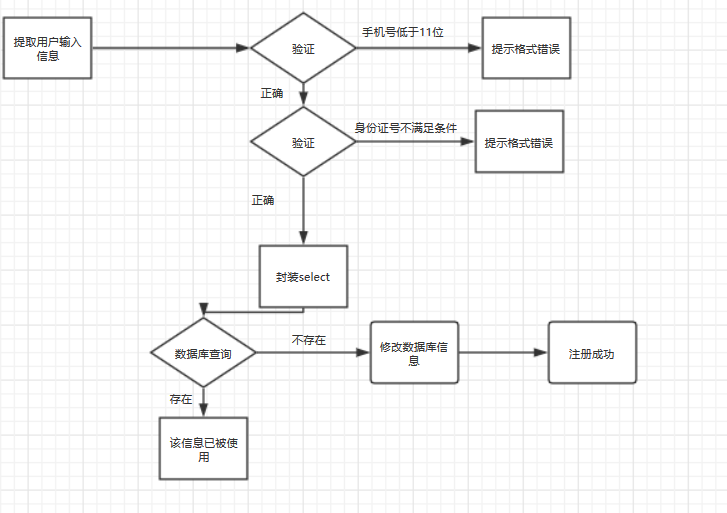 提取用户输入
信息
验证
手机号低于11位
提示格式错误
正确
验证
身份证号不满足条件
提示格式错误
正确
封装select
数据库查询
不存在
修改数据库信
息
注册成功
存在
该信息已被使
用